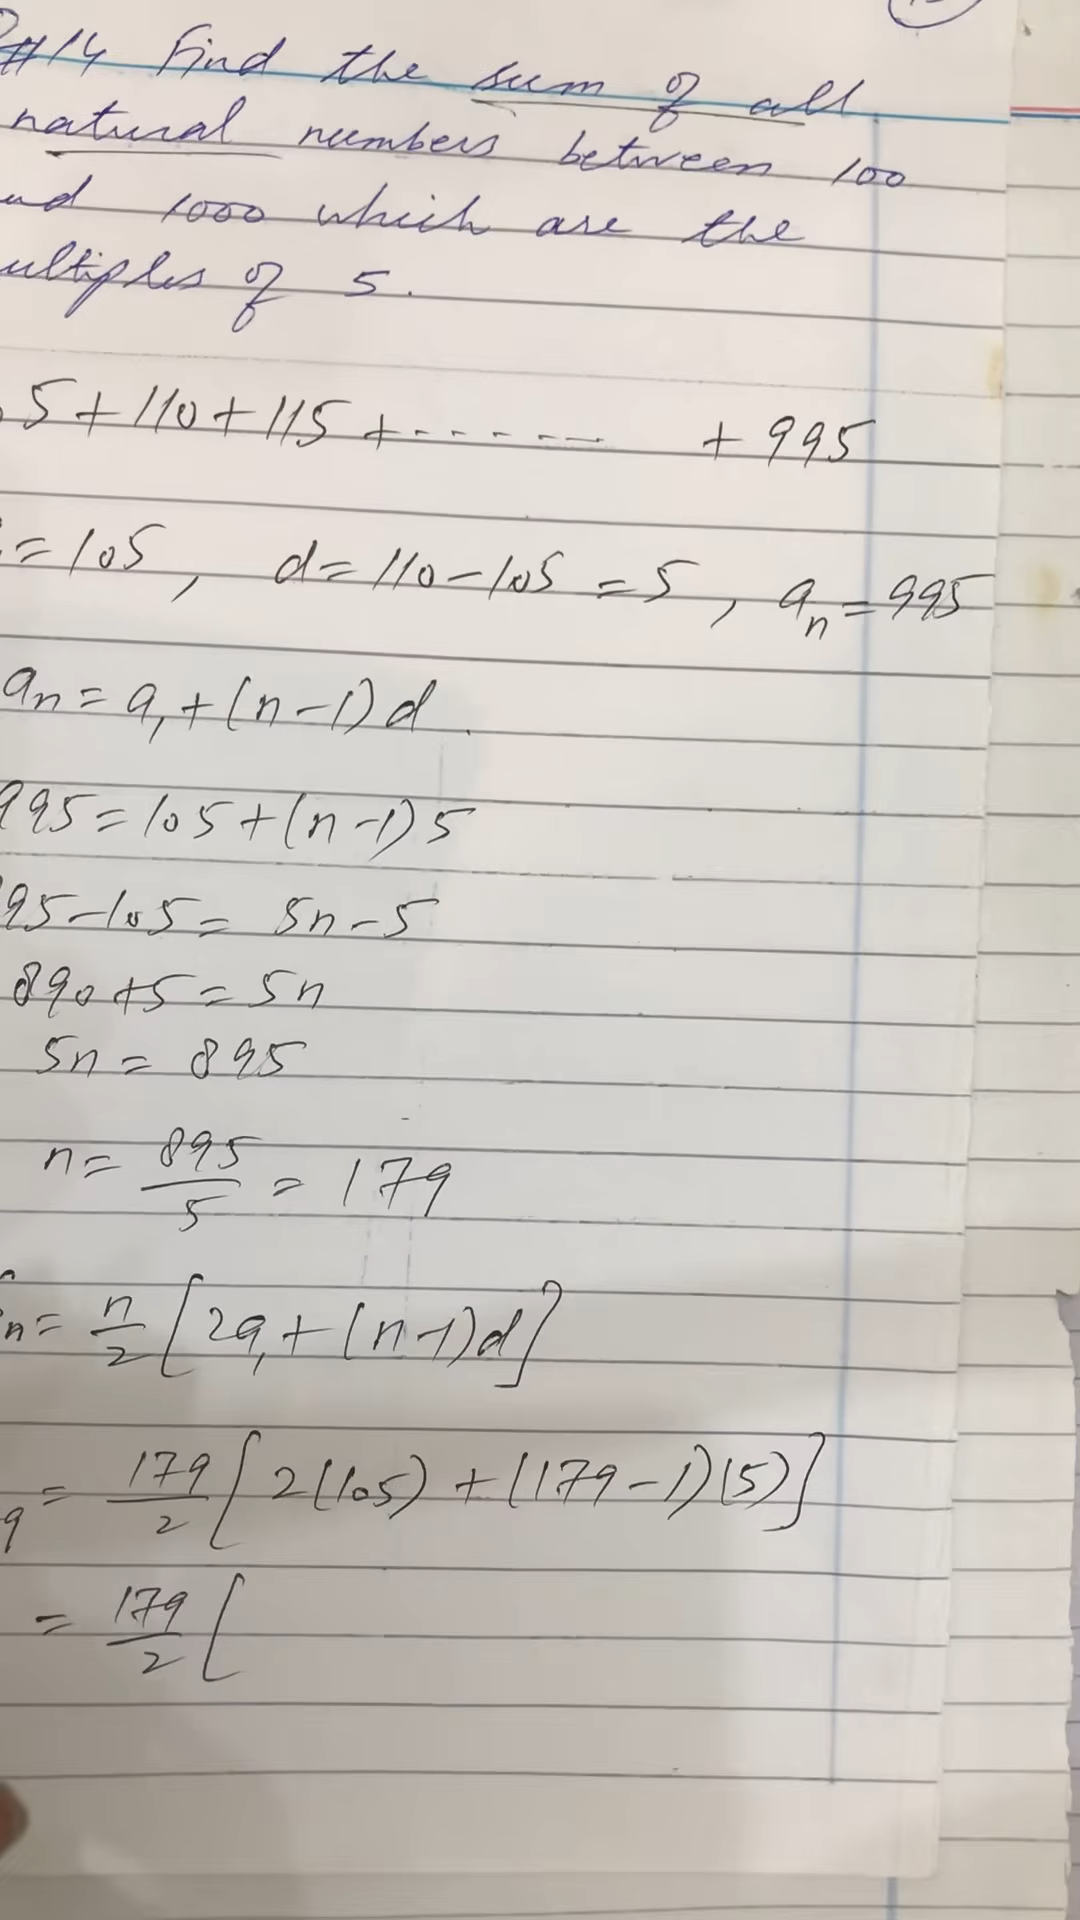 #14 Find the sum of all
natural numbers between 100
nd 1000 which are the
ultiples of 5.
5+110+115+------- +995
=105, d=110-105=5, an=995
an=a1+(n-1)d
995=105+(n-1)5
95-105=5n-5
890+5=5n
5n=895
n=895/5=179
n=n/2[2a1+(n-1)d]
9=179/2[2(105)+(179-1)(5)]
=179/2[